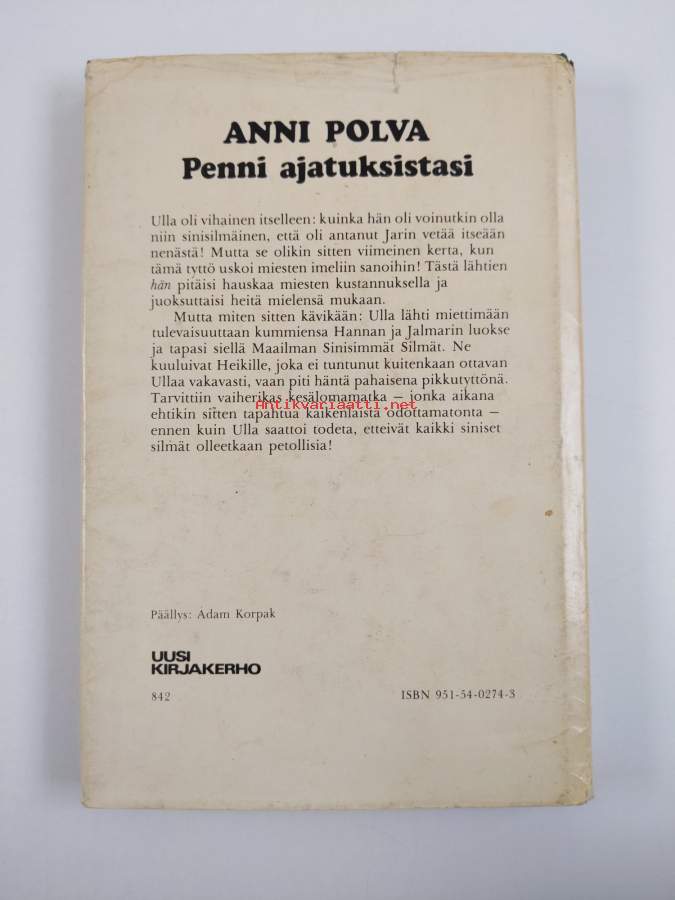 ANNI POLVA
Penni ajatuksistasi
Ulla oli vihainen itselleen: kuinka hän oli voinutkin olla
niin sinisilmäinen, että oli antanut Jarin vetää itseään
nenästä! Mutta se olikin sitten viimeinen kerta, kun
tämä tyttö uskoi miesten imeliin sanoihin! Tästä lähtien
hän pitäisi hauskaa miesten kustannuksella ja
juoksuttaisi heitä mielensä mukaan.
Mutta miten sitten kävikään: Ulla lähti miettimään
tulevaisuuttaan kummiensa Hannan ja Jalmarin luokse
ja tapasi siellä Maailman Sinisimmät Silmät. Ne
kuuluivat Heikille, joka ei tuntunut kuitenkaan ottavan
Ullaa vakavasti, vaan piti häntä pahaisena pikkutyttönä.
Tarvittiin vaiherikas kesälomamatka — jonka aikana
Antikvariaatti.net
ehtikin sitten tapahtua kaikenlaista odottamatonta —
ennen kuin Ulla saattoi todeta, etteivät kaikki siniset
silmät olleetkaan petollisia!
Päällys: Adam Korpak
UUSI
KIRJAKERHO
842
ISBN 951-54-0274-3